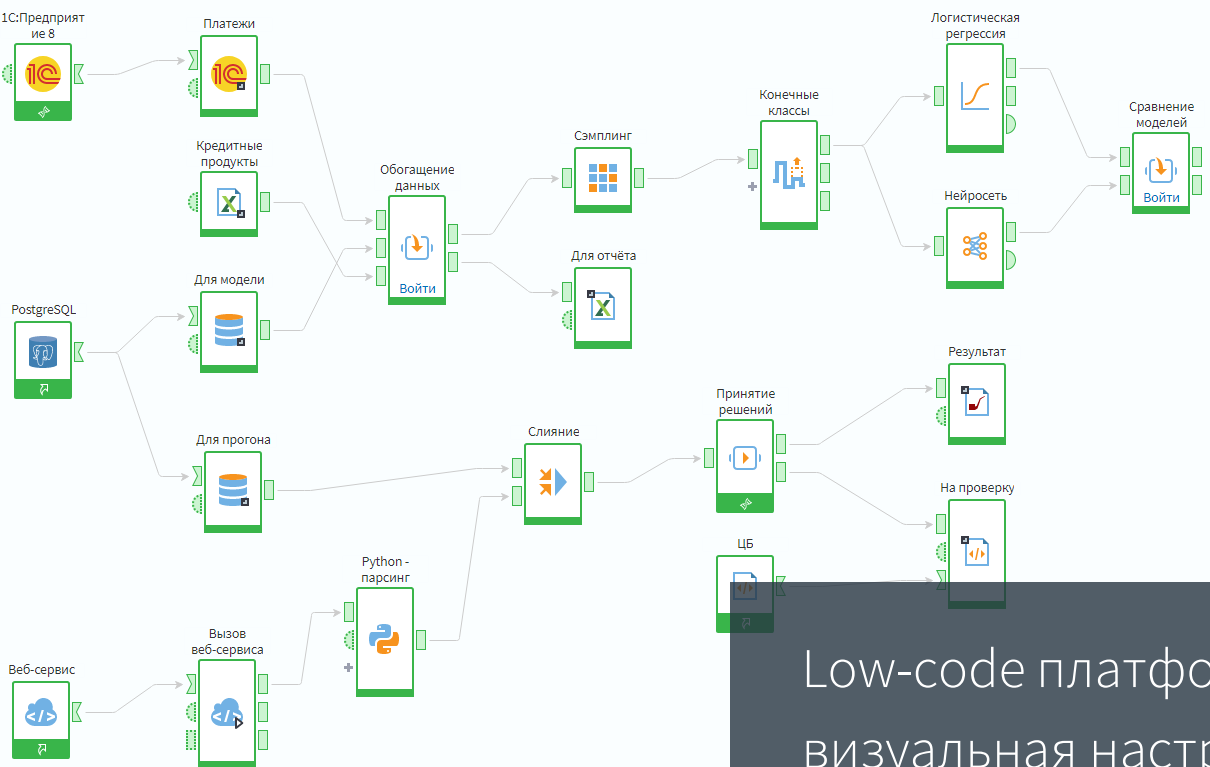 1С:Предприят
ие 8
Платежи
Кредитные
продукты
Для модели
PostgreSQL
Обогащение
данных
Войти
Сэмплинг
Для отчёта
Конечные
классы
Логистическая
регрессия
Нейросеть
Сравнение
моделей
Войти
Для прогона
Слияние
Принятие
решений
Результат
На проверку
ЦБ
Python -
парсинг
Вызов
веб-сервиса
Веб-сервис
Low-code платфо
визуальная настр